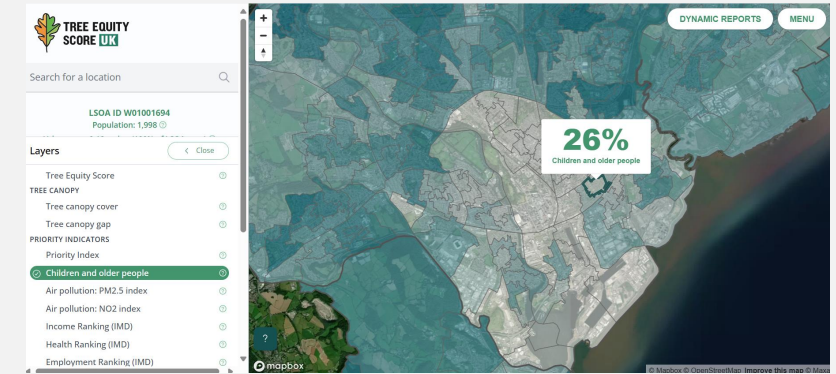 TREE EQUITY
SCORE UK
Search for a location
LSOA ID W01001694
Population: 1,998
Layers
Close
Tree Equity Score
TREE CANOPY
Tree canopy cover
Tree canopy gap
PRIORITY INDICATORS
Priority Index
Children and older people
Air pollution: PM2.5 index
Air pollution: NO2 index
Income Ranking (IMD)
Health Ranking (IMD)
Employment Ranking (IMD)
DYNAMIC REPORTS
MENU
26%
Children and older people
?
mapbox
© Mapbox © OpenStreetMap Improve this map © Maxa